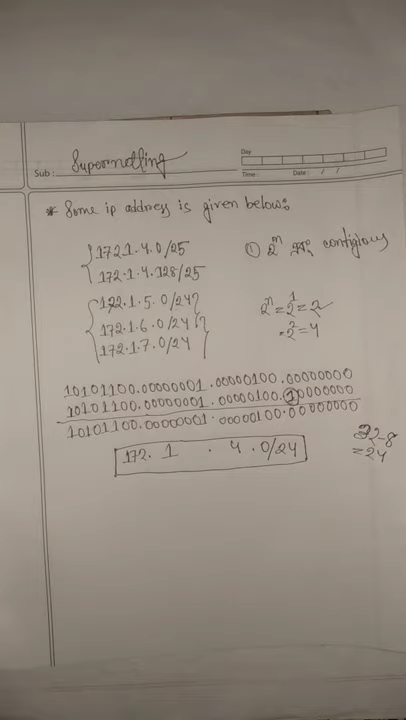 Sub: Supernetting
Day
Time: Date: / /
* Some ip address is given below:
172.1.4.0/25
172.1.4.128/25
172.1.5.0/24
172.1.6.0/24
172.1.7.0/24
① 2ⁿ contigious
2ⁿ = 2¹ = 2
= 2² = 4
10101100.00000001.00000100.00000000
10101100.00000001.00000100.10000000
10101100.00000001.00000100.00000000
172. 1 . 4 . 0/24
32-8
=24